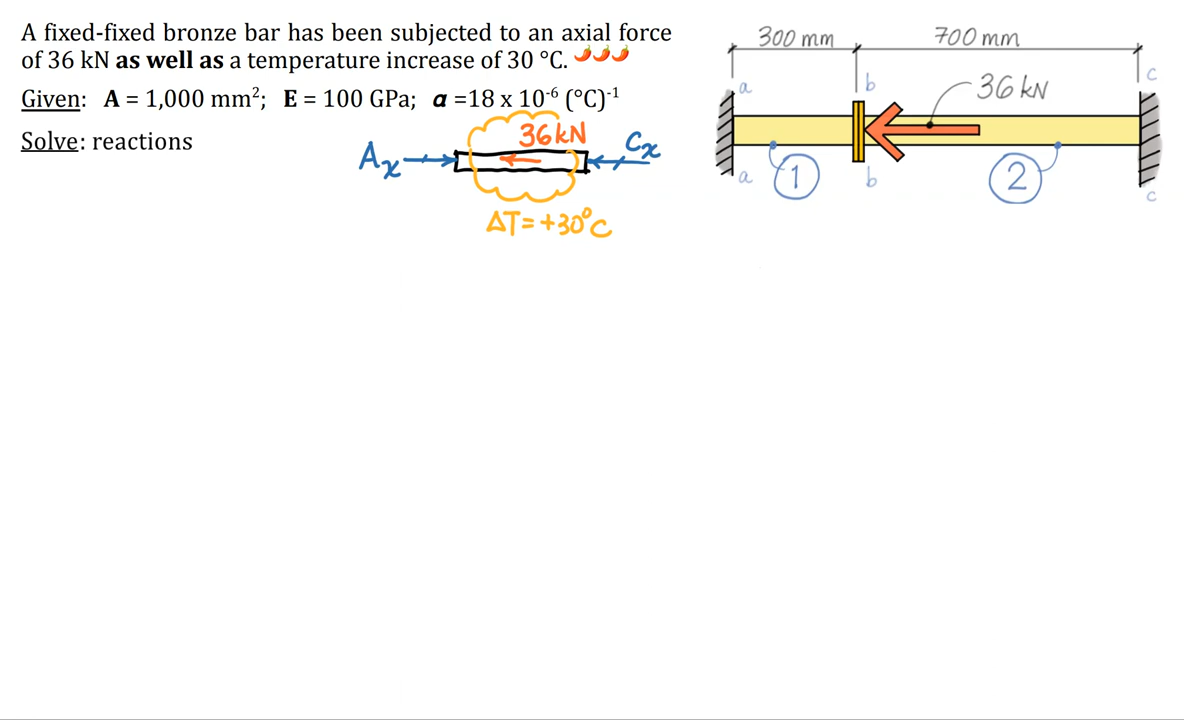 A fixed-fixed bronze bar has been subjected to an axial force
of 36 kN as well as a temperature increase of 30 °C. 🌶🌶🌶
Given: A = 1,000 mm²; E = 100 GPa; a =18 x 10⁻⁶ (°C)⁻¹
Solve: reactions
Ax
36kN
Cx
ΔT=+30°C
300 mm
700 mm
a
b
c
36 kN
a
1
b
2
c